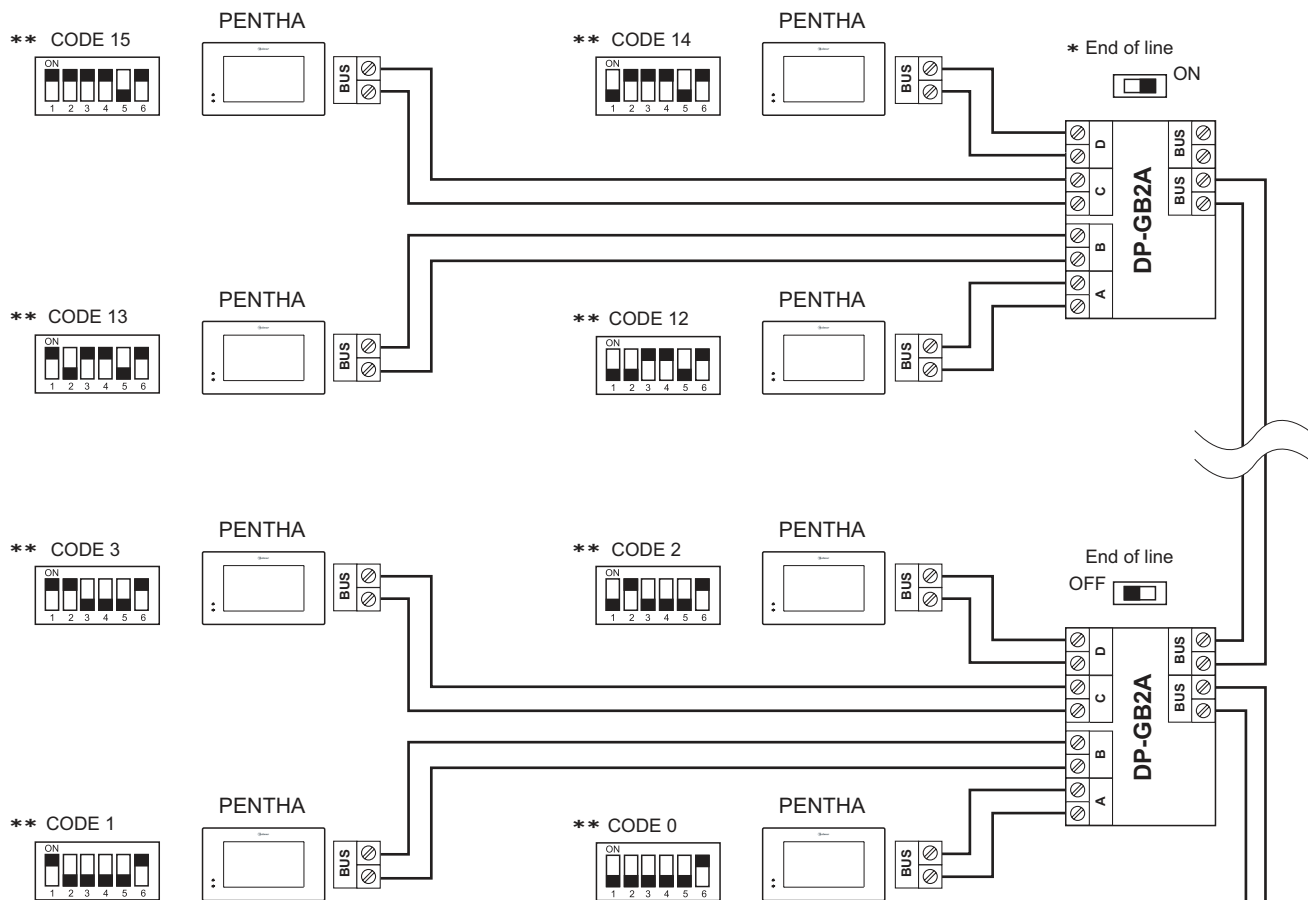 PENTHA
** CODE 15
ON
1 2 3 4 5 6
BUS
PENTHA
** CODE 14
ON
1 2 3 4 5 6
BUS
* End of line
ON
D
C
B
A
DP-GB2A
BUS
BUS
PENTHA
** CODE 13
ON
1 2 3 4 5 6
BUS
PENTHA
** CODE 12
ON
1 2 3 4 5 6
BUS
PENTHA
** CODE 3
ON
1 2 3 4 5 6
BUS
PENTHA
** CODE 2
ON
1 2 3 4 5 6
BUS
End of line
OFF
D
C
B
A
DP-GB2A
BUS
BUS
PENTHA
** CODE 1
ON
1 2 3 4 5 6
BUS
PENTHA
** CODE 0
ON
1 2 3 4 5 6
BUS